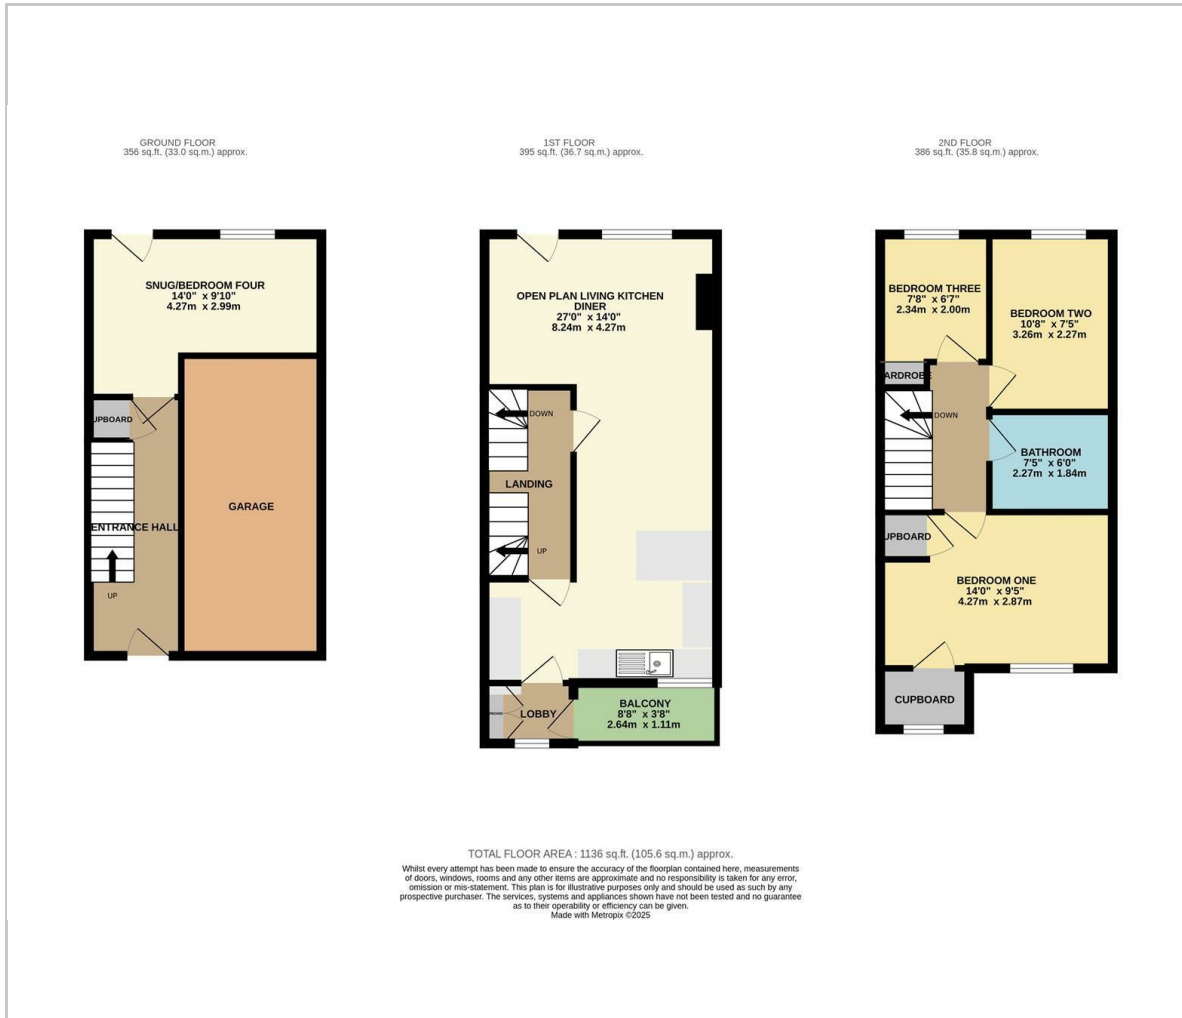 GROUND FLOOR
356 sq.ft. (33.0 sq.m.) approx.
1ST FLOOR
395 sq.ft. (36.7 sq.m.) approx.
2ND FLOOR
386 sq.ft. (35.8 sq.m.) approx.
SNUG/BEDROOM FOUR
14'0" x 9'10"
4.27m x 2.99m
UPBOARD
GARAGE
ENTRANCE HALL
UP
OPEN PLAN LIVING KITCHEN
DINER
27'0" x 14'0"
8.24m x 4.27m
DOWN
LANDING
UP
LOBBY
BALCONY
8'8" x 3'8"
2.64m x 1.11m
BEDROOM THREE
7'8" x 6'7"
2.34m x 2.00m
BEDROOM TWO
10'8" x 7'5"
3.26m x 2.27m
ARDROBE
DOWN
BATHROOM
7'5" x 6'0"
2.27m x 1.84m
UPBOARD
BEDROOM ONE
14'0" x 9'5"
4.27m x 2.87m
CUPBOARD
TOTAL FLOOR AREA : 1136 sq.ft. (105.6 sq.m.) approx.
Whilst every attempt has been made to ensure the accuracy of the floorplan contained here, measurements
of doors, windows, rooms and any other items are approximate and no responsibility is taken for any error,
omission or mis-statement. This plan is for illustrative purposes only and should be used as such by any
prospective purchaser. The services, systems and appliances shown have not been tested and no guarantee
as to their operability or efficiency can be given.
Made with Metropix ©2025